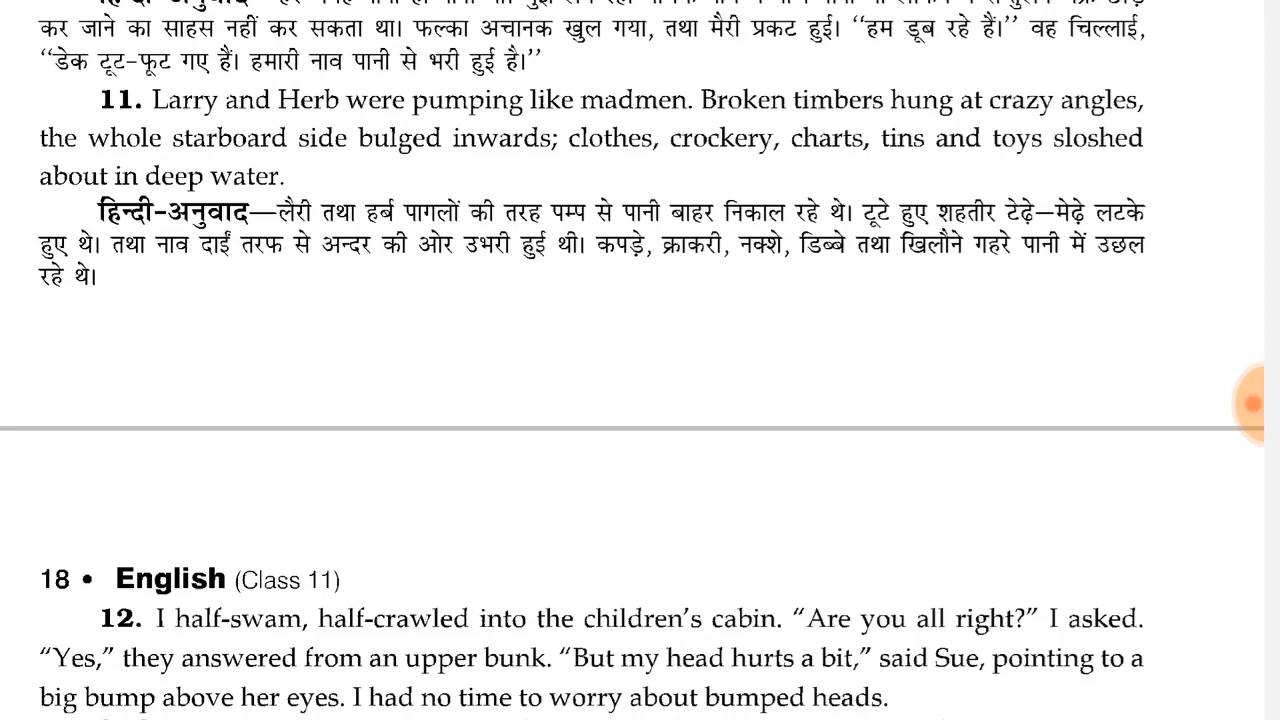 कर जाने का साहस नहीं कर सकता था। फल्का अचानक खुल गया, तथा मैरी प्रकट हुई। ‘‘हम डूब रहे हैं।’’ वह चिल्लाई,
‘‘डेक टूट-फूट गए हैं। हमारी नाव पानी से भरी हुई है।’’
11. Larry and Herb were pumping like madmen. Broken timbers hung at crazy angles,
the whole starboard side bulged inwards; clothes, crockery, charts, tins and toys sloshed
about in deep water.
हिन्दी-अनुवाद—लैरी तथा हर्ब पागलों की तरह पम्प से पानी बाहर निकाल रहे थे। टूटे हुए शहतीर टेढ़े—मेढ़े लटके
हुए थे। तथा नाव दाईं तरफ से अन्दर की ओर उभरी हुई थी। कपड़े, क्राकरी, नक्शे, डिब्बे तथा खिलौने गहरे पानी में उछल
रहे थे।
18 • English (Class 11)
12. I half-swam, half-crawled into the children’s cabin. “Are you all right?” I asked.
“Yes,” they answered from an upper bunk. “But my head hurts a bit,” said Sue, pointing to a
big bump above her eyes. I had no time to worry about bumped heads.